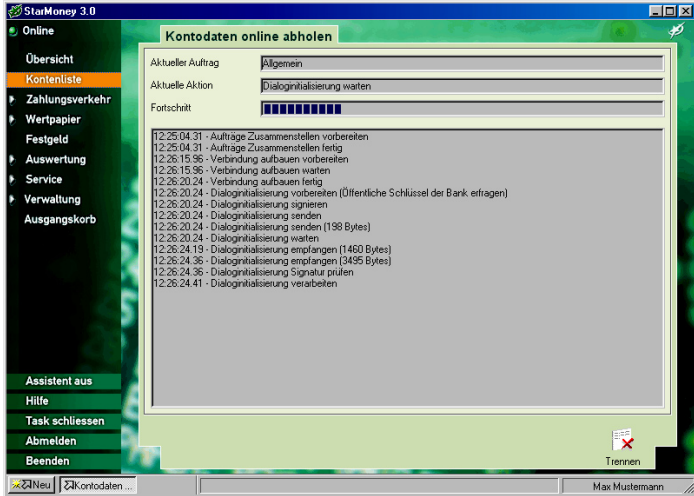 StarMoney 3.0
Online
Übersicht
Kontenliste
Zahlungsverkehr
Wertpapier
Festgeld
Auswertung
Service
Verwaltung
Ausgangskorb
Assistent aus
Hilfe
Task schliessen
Abmelden
Beenden
Kontodaten online abholen
Aktueller Auftrag Allgemein
Aktuelle Aktion Dialoginitialisierung warten
Fortschritt
12:25:04.31 - Aufträge Zusammenstellen vorbereiten
12:25:04.31 - Aufträge Zusammenstellen fertig
12:26:15.96 - Verbindung aufbauen vorbereiten
12:26:15.96 - Verbindung aufbauen warten
12:26:20.24 - Verbindung aufbauen fertig
12:26:20.24 - Dialoginitialisierung vorbereiten (Öffentliche Schlüssel der Bank erfragen)
12:26:20.24 - Dialoginitialisierung signieren
12:26:20.24 - Dialoginitialisierung senden
12:26:20.24 - Dialoginitialisierung senden (198 Bytes)
12:26:20.24 - Dialoginitialisierung warten
12:26:24.19 - Dialoginitialisierung empfangen (1460 Bytes)
12:26:24.36 - Dialoginitialisierung empfangen (3495 Bytes)
12:26:24.36 - Dialoginitialisierung Signatur prüfen
12:26:24.41 - Dialoginitialisierung verarbeiten
Trennen
Neu Kontodaten ... Max Mustermann